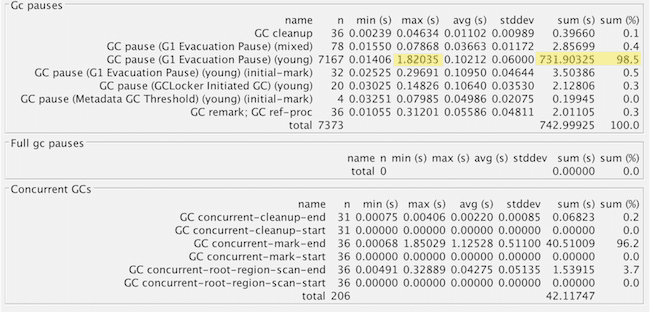 Gc pauses
name n min (s) max (s) avg (s) stddev sum (s) sum (%)
GC cleanup 36 0.00239 0.04634 0.01102 0.00989 0.39660 0.1
GC pause (G1 Evacuation Pause) (mixed) 78 0.01550 0.07868 0.03663 0.01172 2.85699 0.4
GC pause (G1 Evacuation Pause) (young) 7167 0.01406 1.82035 0.10212 0.06000 731.90325 98.5
GC pause (G1 Evacuation Pause) (young) (initial-mark) 32 0.02525 0.29691 0.10950 0.04644 3.50386 0.5
GC pause (GCLocker Initiated GC) (young) 20 0.03025 0.14826 0.10640 0.03530 2.12806 0.3
GC pause (Metadata GC Threshold) (young) (initial-mark) 4 0.03251 0.07985 0.04986 0.02075 0.19945 0.0
GC remark; GC ref-proc 36 0.01055 0.31201 0.05586 0.04811 2.01105 0.3
total 7373 742.99925 100.0
Full gc pauses
name n min (s) max (s) avg (s) stddev sum (s) sum (%)
total 0 0.00000 0.0
Concurrent GCs
name n min (s) max (s) avg (s) stddev sum (s) sum (%)
GC concurrent-cleanup-end 31 0.00075 0.00406 0.00220 0.00085 0.06823 0.2
GC concurrent-cleanup-start 31 0.00000 0.00000 0.00000 0.00000 0.00000 0.0
GC concurrent-mark-end 36 0.00068 1.85029 1.12528 0.51100 40.51009 96.2
GC concurrent-mark-start 36 0.00000 0.00000 0.00000 0.00000 0.00000 0.0
GC concurrent-root-region-scan-end 36 0.00491 0.32889 0.04275 0.05135 1.53915 3.7
GC concurrent-root-region-scan-start 36 0.00000 0.00000 0.00000 0.00000 0.00000 0.0
total 206 42.11747